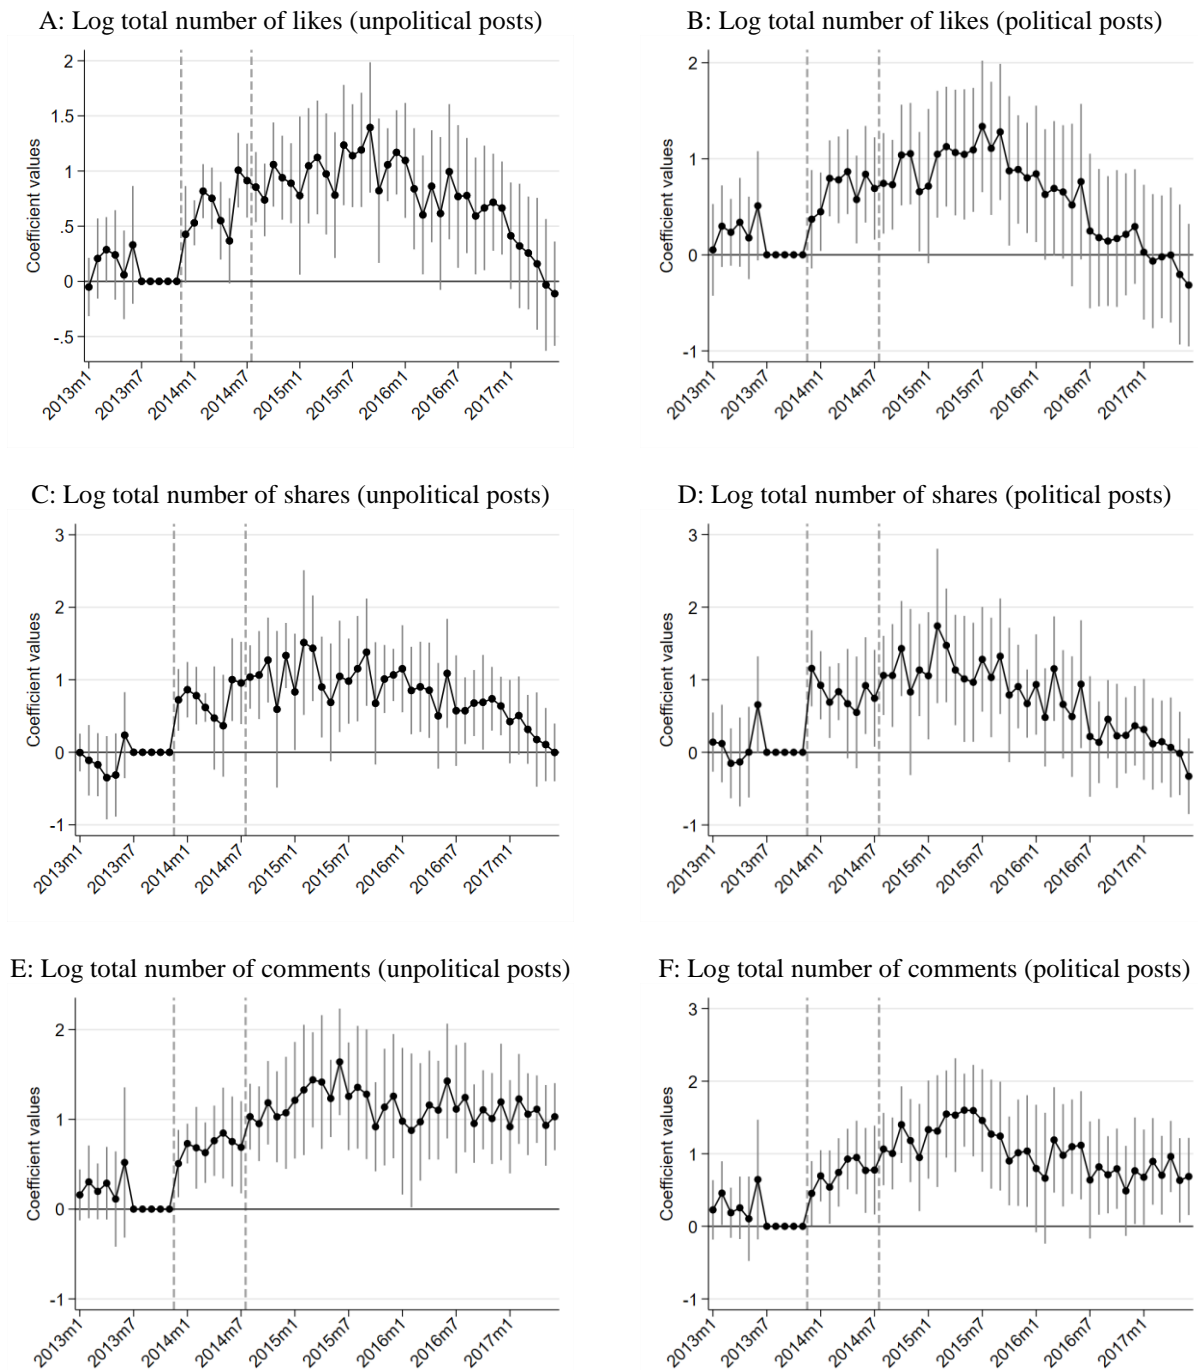 A: Log total number of likes (unpolitical posts)
Coefficient values
2
1.5
1
.5
0
-.5
2013m1
2013m7
2014m1
2014m7
2015m1
2015m7
2016m1
2016m7
2017m1
B: Log total number of likes (political posts)
Coefficient values
2
1
0
-1
2013m1
2013m7
2014m1
2014m7
2015m1
2015m7
2016m1
2016m7
2017m1
C: Log total number of shares (unpolitical posts)
Coefficient values
3
2
1
0
-1
2013m1
2013m7
2014m1
2014m7
2015m1
2015m7
2016m1
2016m7
2017m1
D: Log total number of shares (political posts)
Coefficient values
3
2
1
0
-1
2013m1
2013m7
2014m1
2014m7
2015m1
2015m7
2016m1
2016m7
2017m1
E: Log total number of comments (unpolitical posts)
Coefficient values
2
1
0
-1
2013m1
2013m7
2014m1
2014m7
2015m1
2015m7
2016m1
2016m7
2017m1
F: Log total number of comments (political posts)
Coefficient values
3
2
1
0
-1
2013m1
2013m7
2014m1
2014m7
2015m1
2015m7
2016m1
2016m7
2017m1